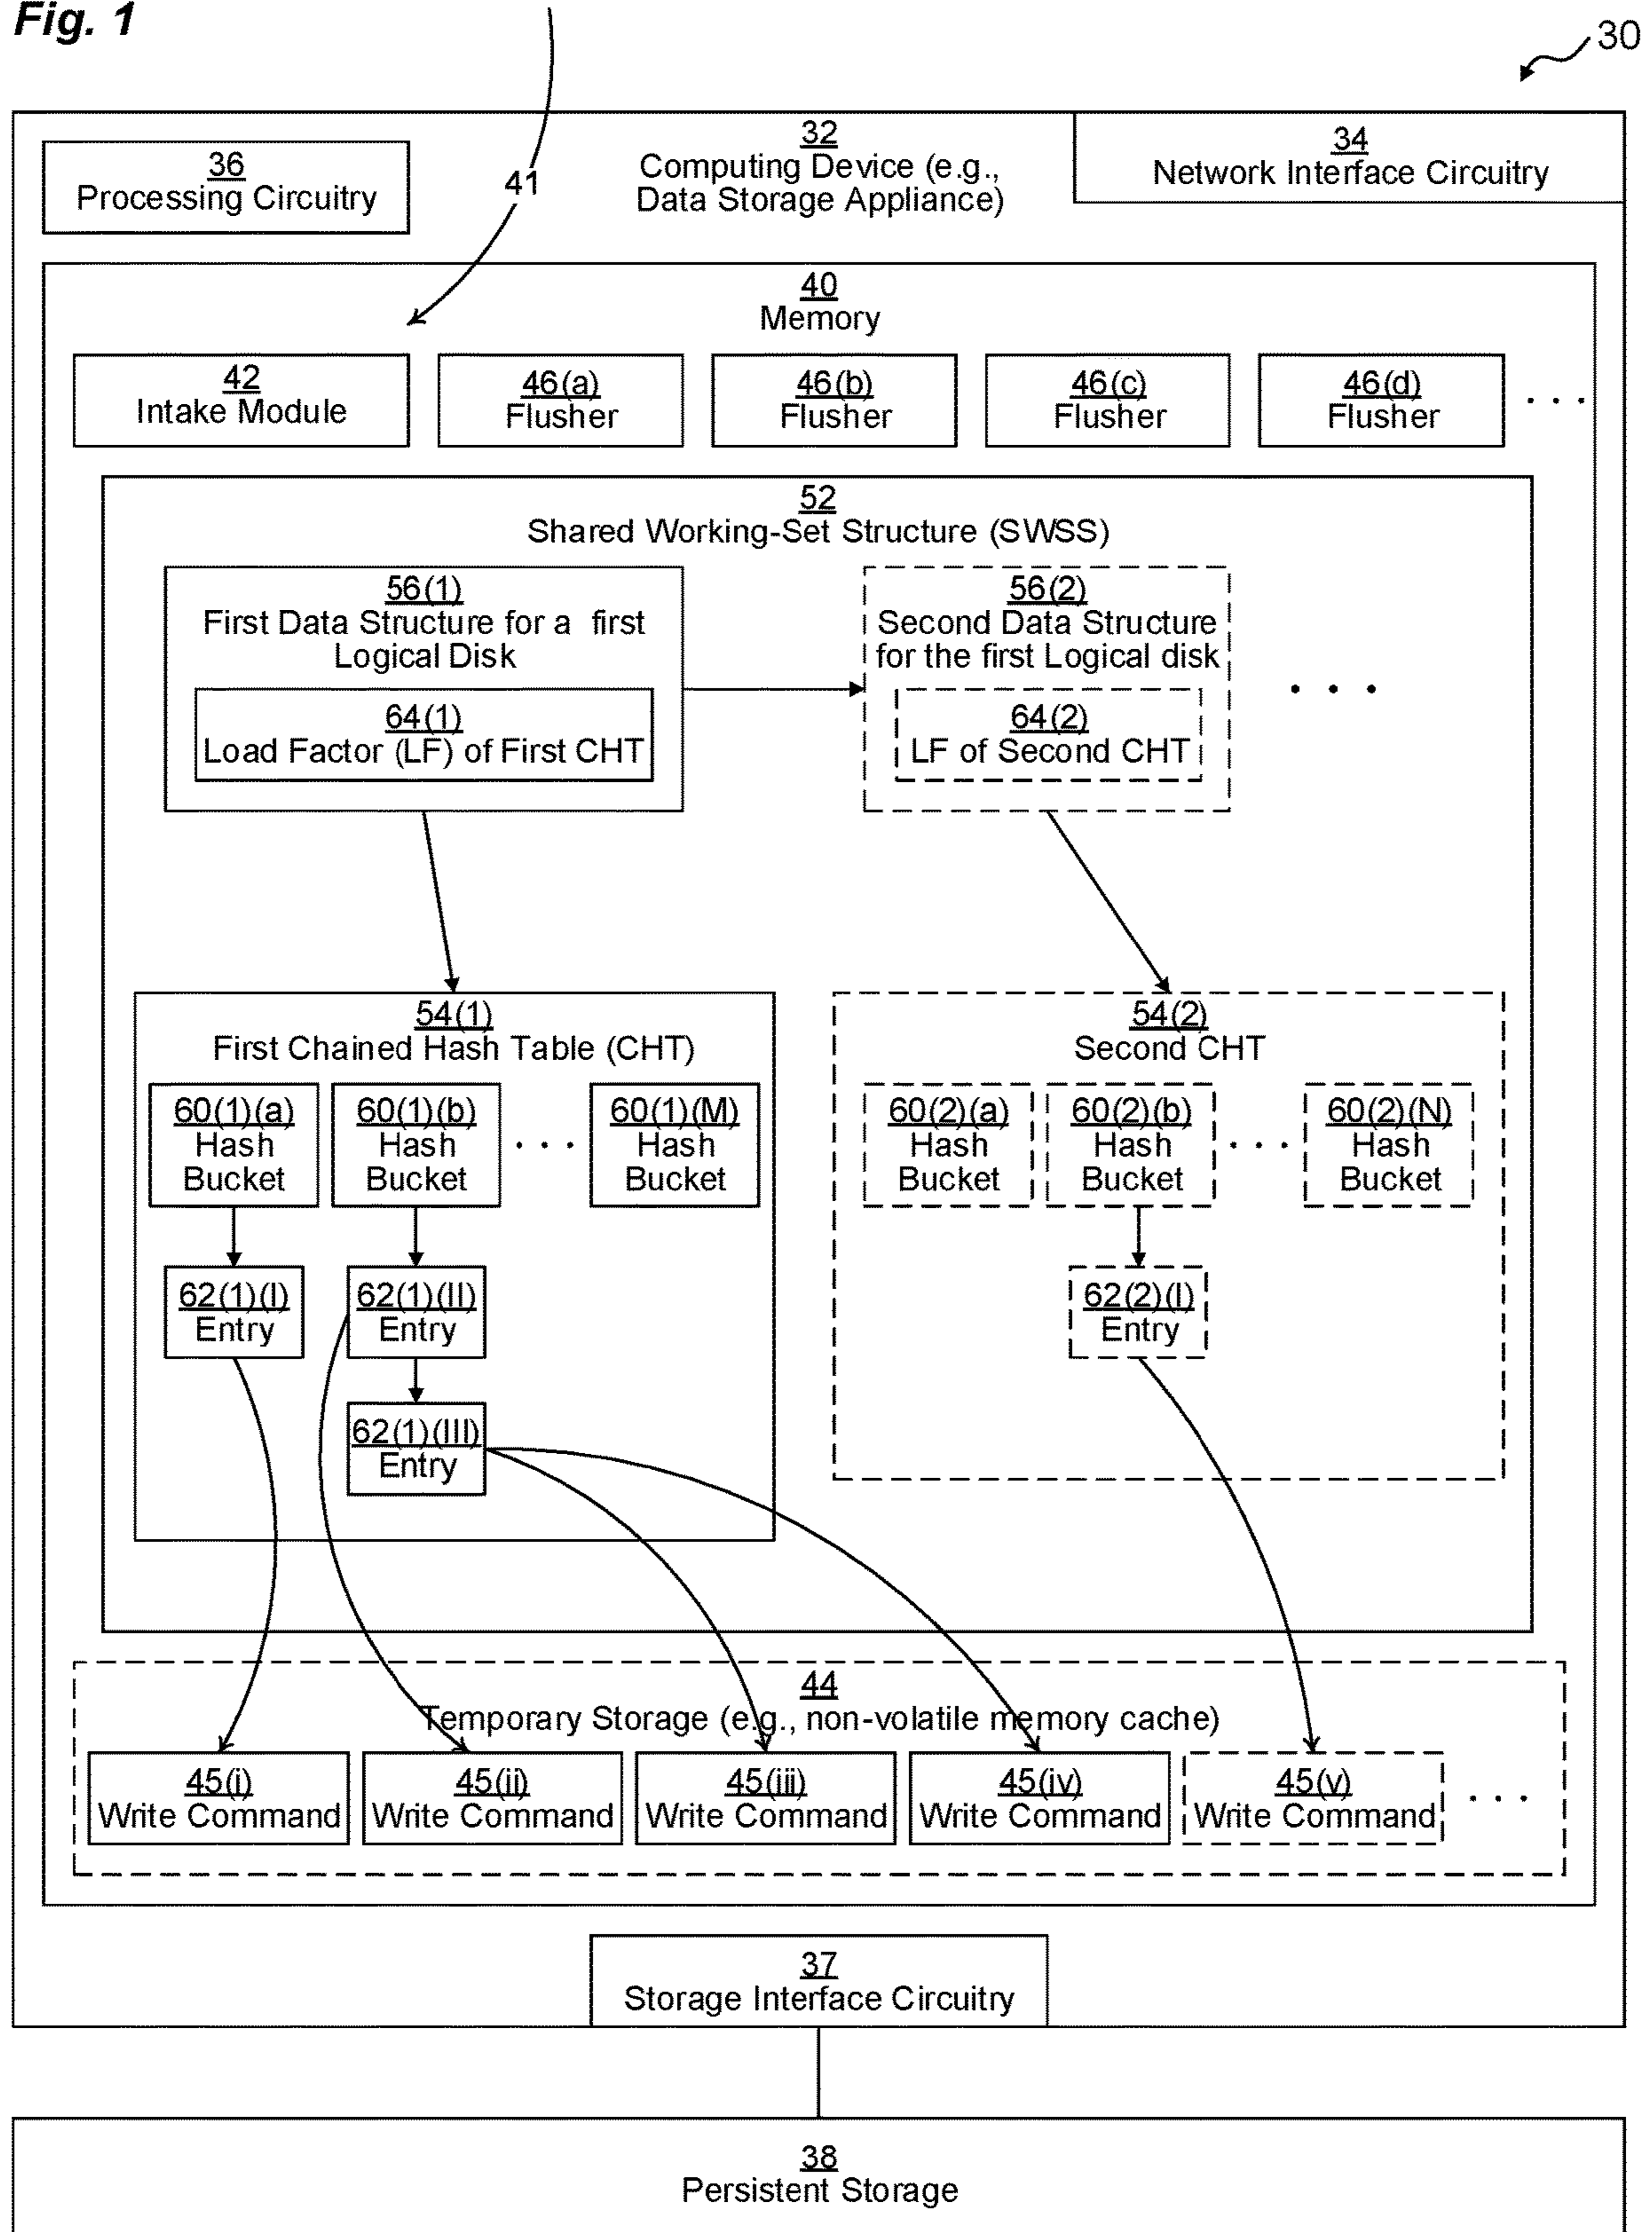 Fig. 1
30
32
Computing Device (e.g.,
Data Storage Appliance)
34
Network Interface Circuitry
36
Processing Circuitry
41
40
Memory
42
Intake Module
46(a)
Flusher
46(b)
Flusher
46(c)
Flusher
46(d)
Flusher
. . .
52
Shared Working-Set Structure (SWSS)
56(1)
First Data Structure for a first
Logical Disk
64(1)
Load Factor (LF) of First CHT
56(2)
Second Data Structure
for the first Logical disk
64(2)
LF of Second CHT
. . .
54(1)
First Chained Hash Table (CHT)
60(1)(a)
Hash
Bucket
60(1)(b)
Hash
Bucket
. . .
60(1)(M)
Hash
Bucket
62(1)(I)
Entry
62(1)(II)
Entry
62(1)(III)
Entry
54(2)
Second CHT
60(2)(a)
Hash
Bucket
60(2)(b)
Hash
Bucket
. . .
60(2)(N)
Hash
Bucket
62(2)(I)
Entry
44
Temporary Storage (e.g., non-volatile memory cache)
45(i)
Write Command
45(ii)
Write Command
45(iii)
Write Command
45(iv)
Write Command
45(v)
Write Command
. . .
37
Storage Interface Circuitry
38
Persistent Storage